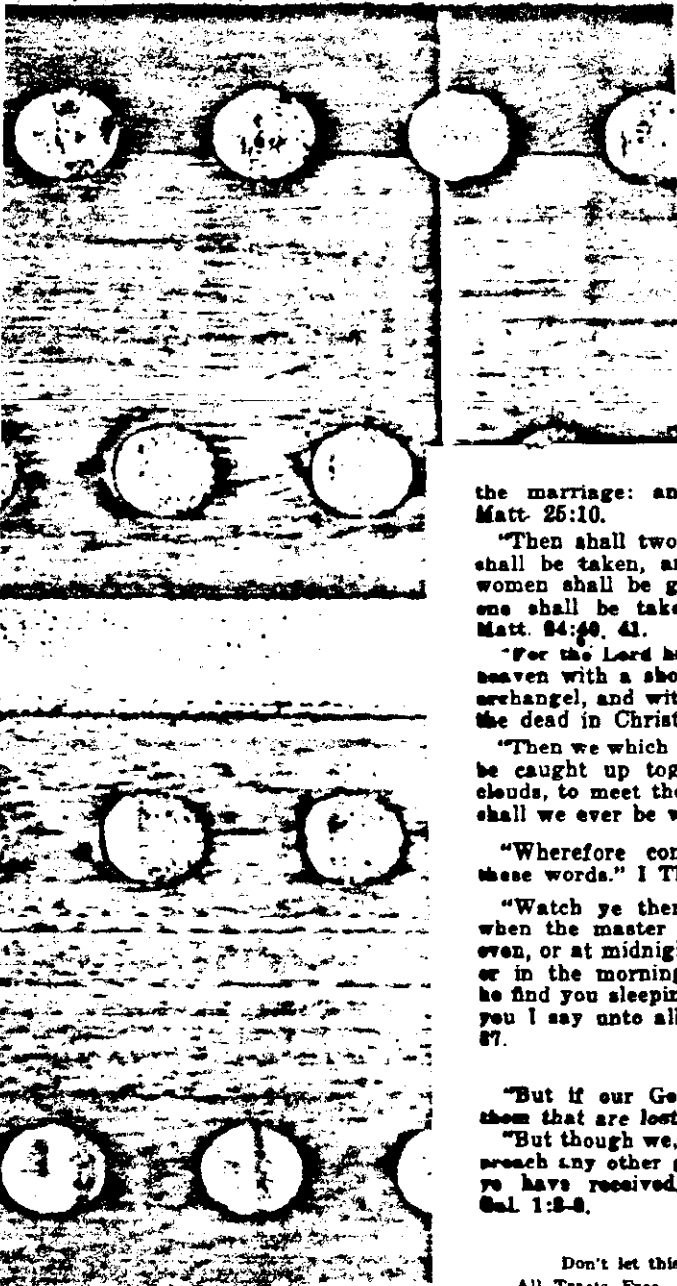 the marriage: an
Matt. 25:10.
"Then shall two
shall be taken, an
women shall be g
one shall be take
Matt. 24:40, 41.
"For the Lord h
heaven with a sho
archangel, and wit
the dead in Christ
"Then we which
be caught up tog
clouds, to meet the
shall we ever be w
"Wherefore com
these words." I Th
"Watch ye ther
when the master
even, or at midnig
or in the morning
he find you sleepin
you I say unto all
37.
"But if our Go
them that are lost
"But though we,
preach any other g
ye have received,
Gal. 1:8-9.
Don't let this
All Tracts Free